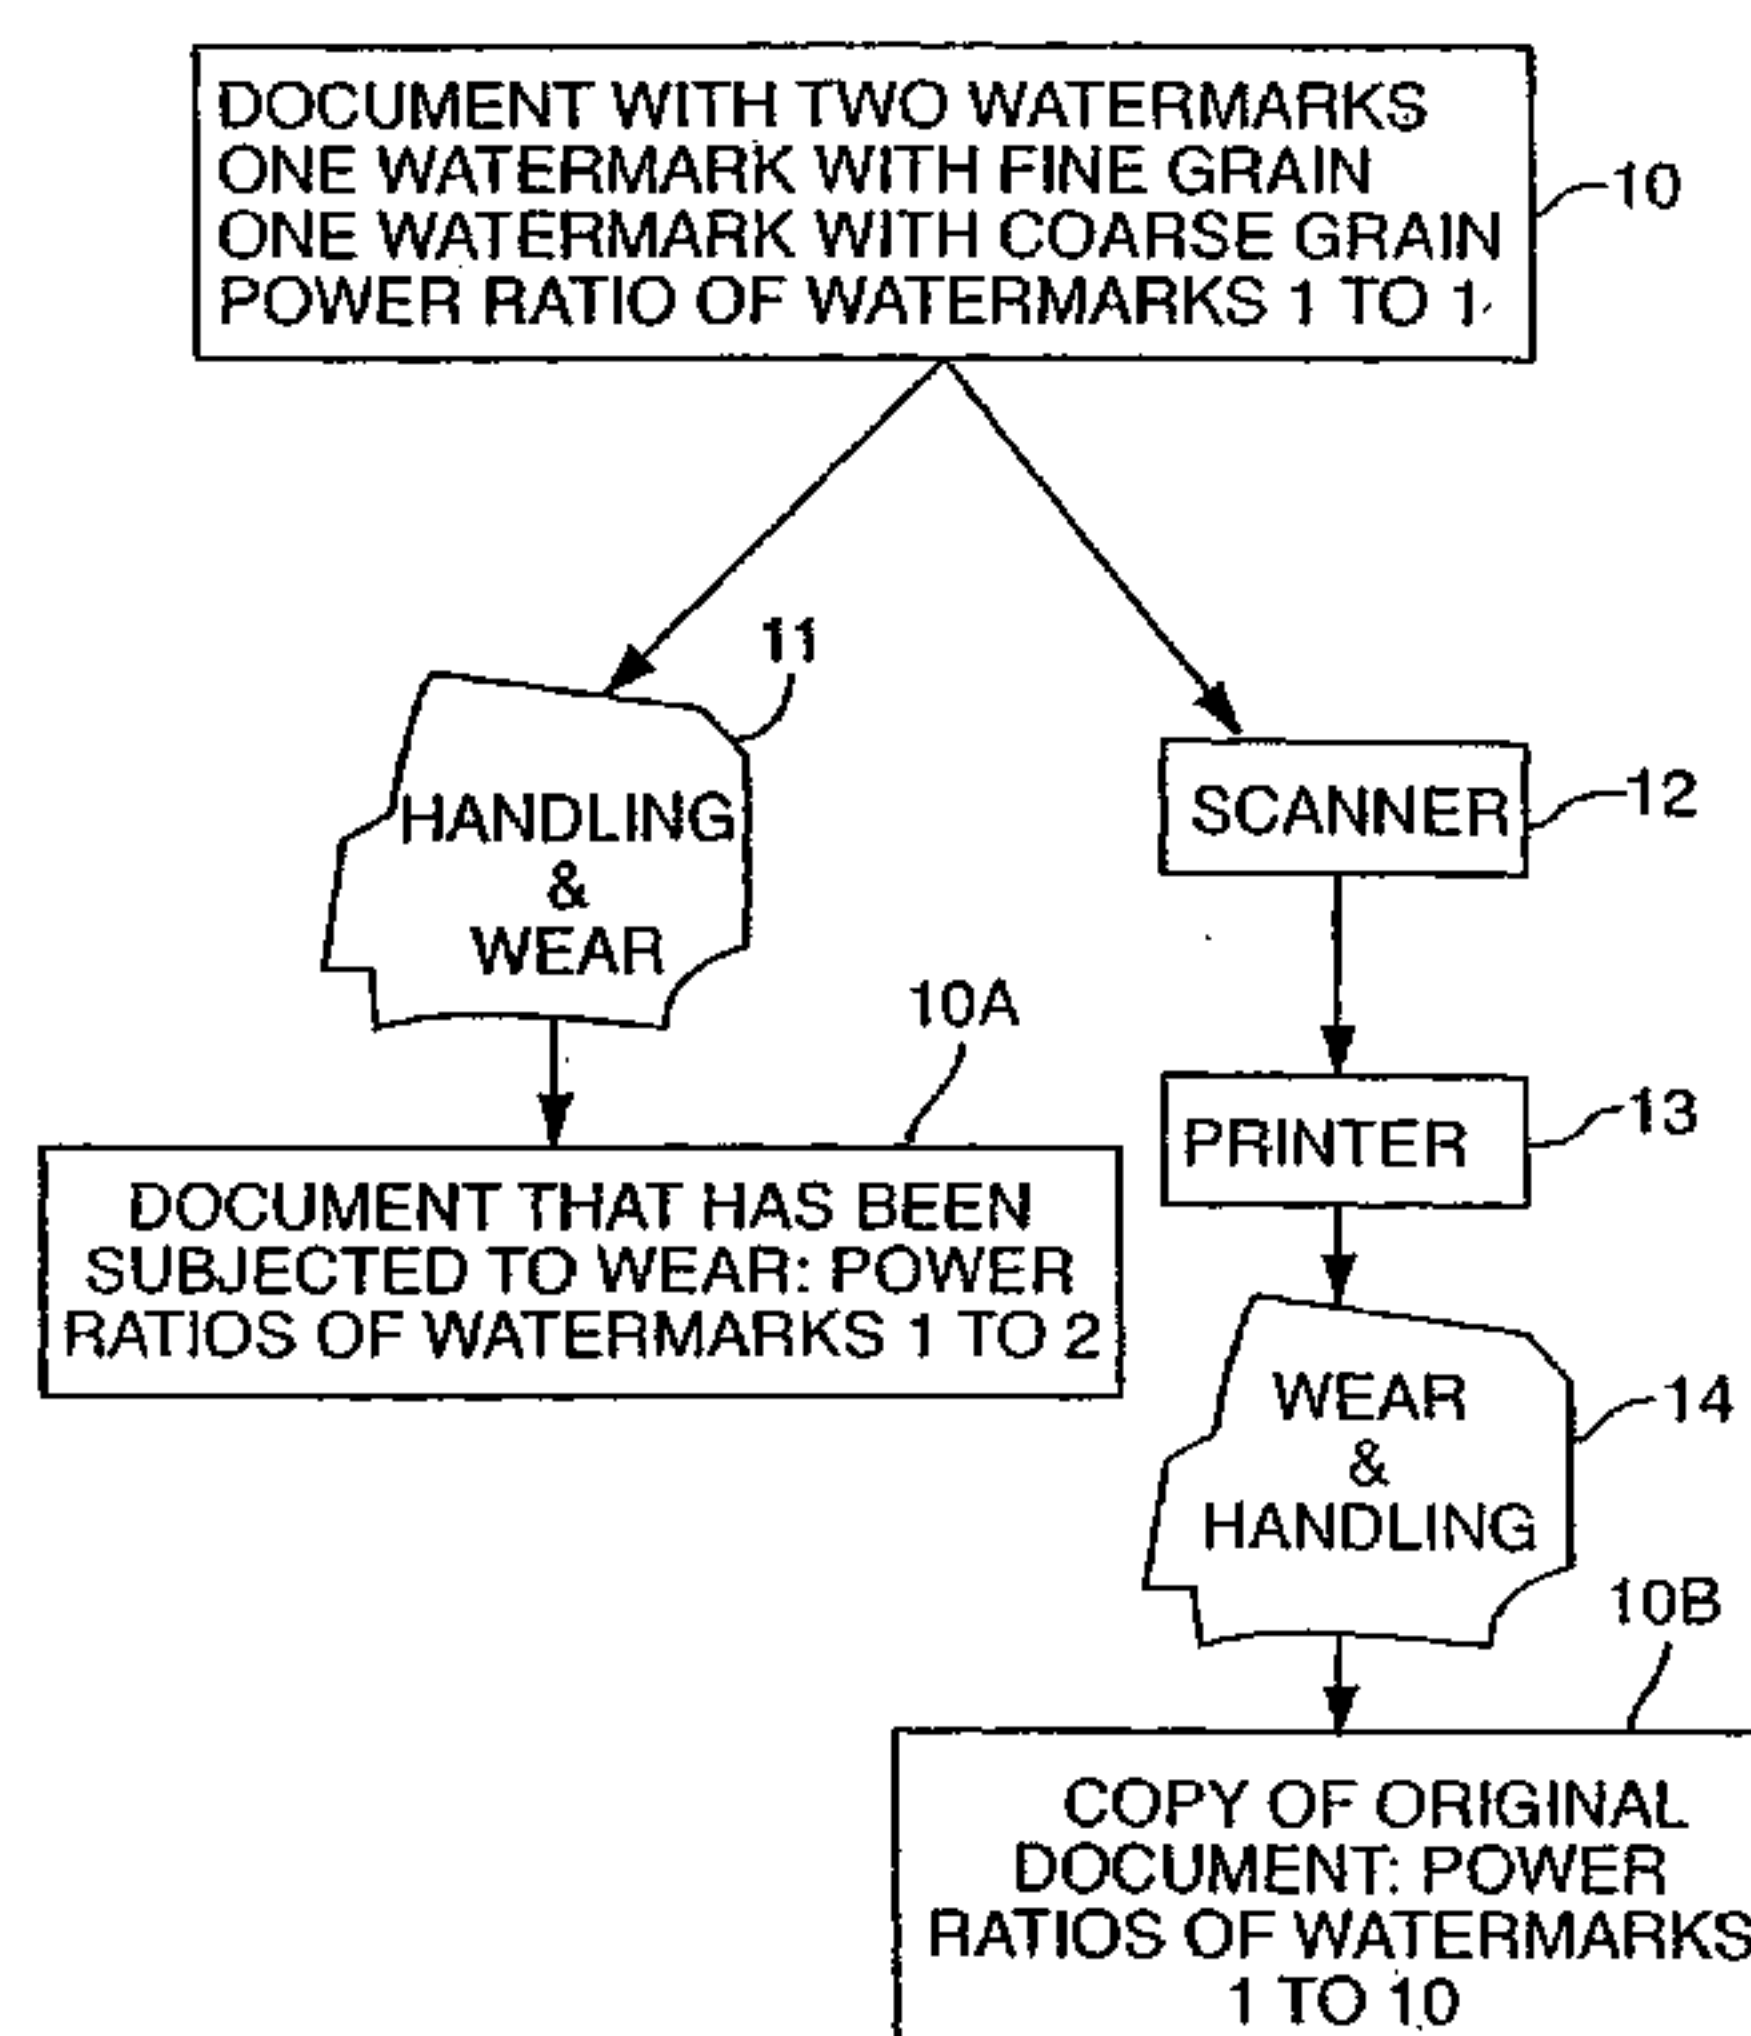 DOCUMENT WITH TWO WATERMARKS
ONE WATERMARK WITH FINE GRAIN
ONE WATERMARK WITH COARSE GRAIN
POWER RATIO OF WATERMARKS 1 TO 1
10
11
HANDLING
&
WEAR
SCANNER
12
10A
DOCUMENT THAT HAS BEEN
SUBJECTED TO WEAR: POWER
RATIOS OF WATERMARKS 1 TO 2
PRINTER
13
WEAR
&
HANDLING
14
10B
COPY OF ORIGINAL
DOCUMENT: POWER
RATIOS OF WATERMARKS
1 TO 10